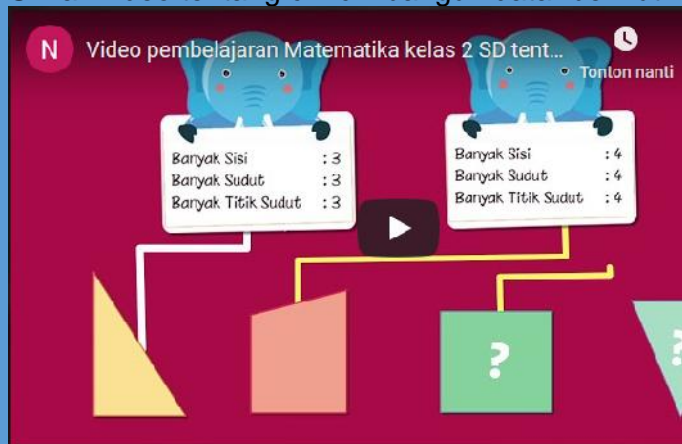 N
Video pembelajaran Matematika kelas 2 SD tent...
Tonton nanti
Banyak Sisi : 3
Banyak Sudut : 3
Banyak Titik Sudut : 3
Banyak Sisi : 4
Banyak Sudut : 4
Banyak Titik Sudut : 4
?
?